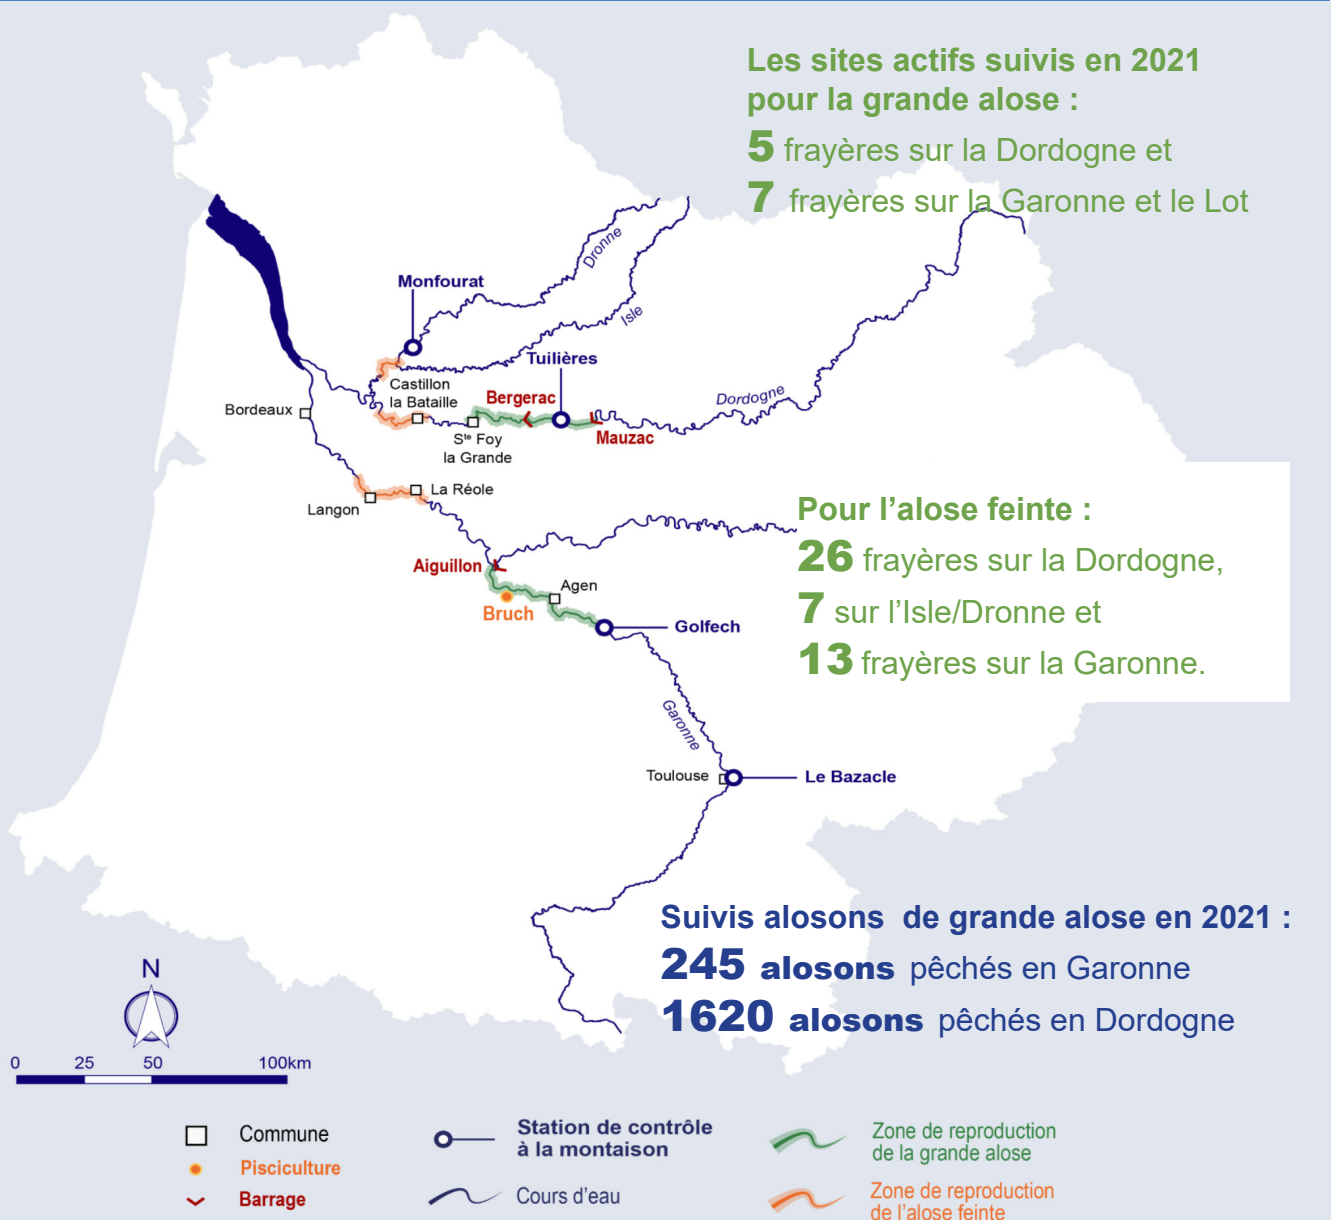 Les sites actifs suivis en 2021
pour la grande alose :
5 frayères sur la Dordogne et
7 frayères sur la Garonne et le Lot
Dronne
Monfourat
Isle
Tuilières
Castillon
la Bataille
Bergerac
Dordogne
Bordeaux
Mauzac
Ste Foy
la Grande
La Réole
Langon
Pour l'alose feinte :
26 frayères sur la Dordogne,
7 sur l'Isle/Dronne et
13 frayères sur la Garonne.
Aiguillon
Agen
Bruch
Golfech
Garonne
Toulouse
Le Bazacle
Suivis alosons de grande alose en 2021 :
245 alosons pêchés en Garonne
1620 alosons pêchés en Dordogne
N
0 25 50 100km
Commune
Pisciculture
Barrage
Station de contrôle
à la montaison
Cours d'eau
Zone de reproduction
de la grande alose
Zone de reproduction
de l'alose feinte